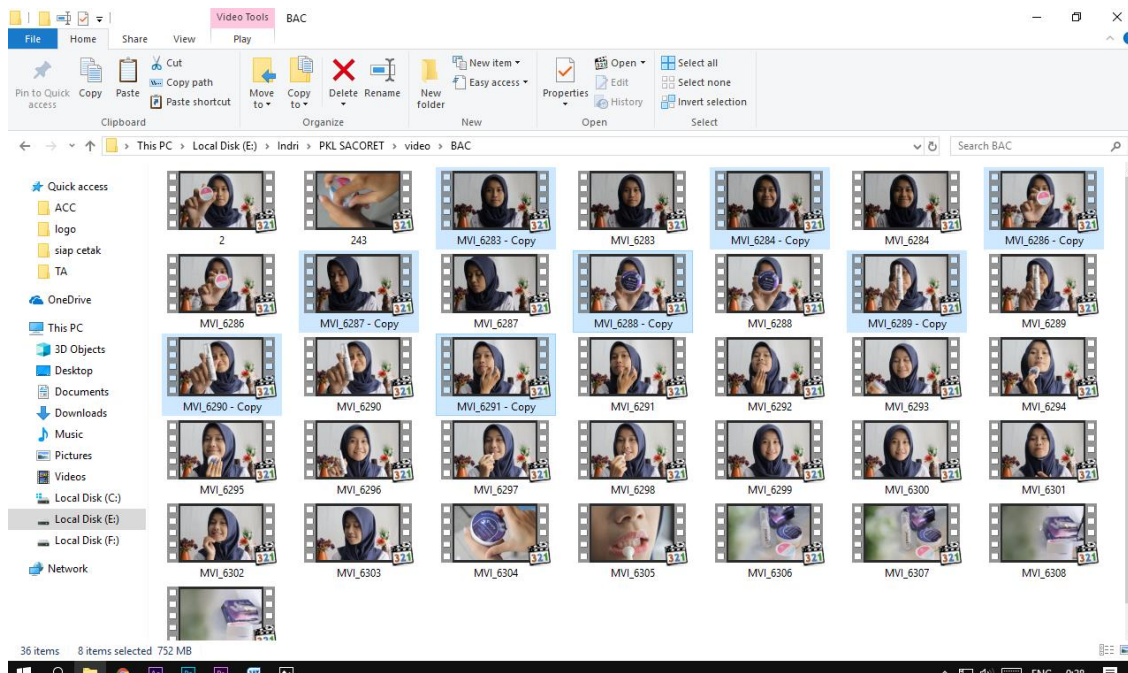 Video Tools BAC
File Home Share View Play
Pin to Quick access
Copy
Paste
Cut
Copy path
Paste shortcut
Clipboard
Move to
Copy to
Delete
Rename
Organize
New folder
New item
Easy access
New
Properties
Open
Edit
History
Open
Select all
Select none
Invert selection
Select
This PC › Local Disk (E:) › Indri › PKL SACORET › video › BAC
Search BAC
Quick access
ACC
logo
siap cetak
TA
OneDrive
This PC
3D Objects
Desktop
Documents
Downloads
Music
Pictures
Videos
Local Disk (C:)
Local Disk (E:)
Local Disk (F:)
Network
2 243 MVI_6283 - Copy MVI_6283 MVI_6284 - Copy MVI_6284 MVI_6286 - Copy
MVI_6286 MVI_6287 - Copy MVI_6287 MVI_6288 - Copy MVI_6288 MVI_6289 - Copy MVI_6289
MVI_6290 - Copy MVI_6290 MVI_6291 - Copy MVI_6291 MVI_6292 MVI_6293 MVI_6294
MVI_6295 MVI_6296 MVI_6297 MVI_6298 MVI_6299 MVI_6300 MVI_6301
MVI_6302 MVI_6303 MVI_6304 MVI_6305 MVI_6306 MVI_6307 MVI_6308
36 items 8 items selected 752 MB
ENG 9:28